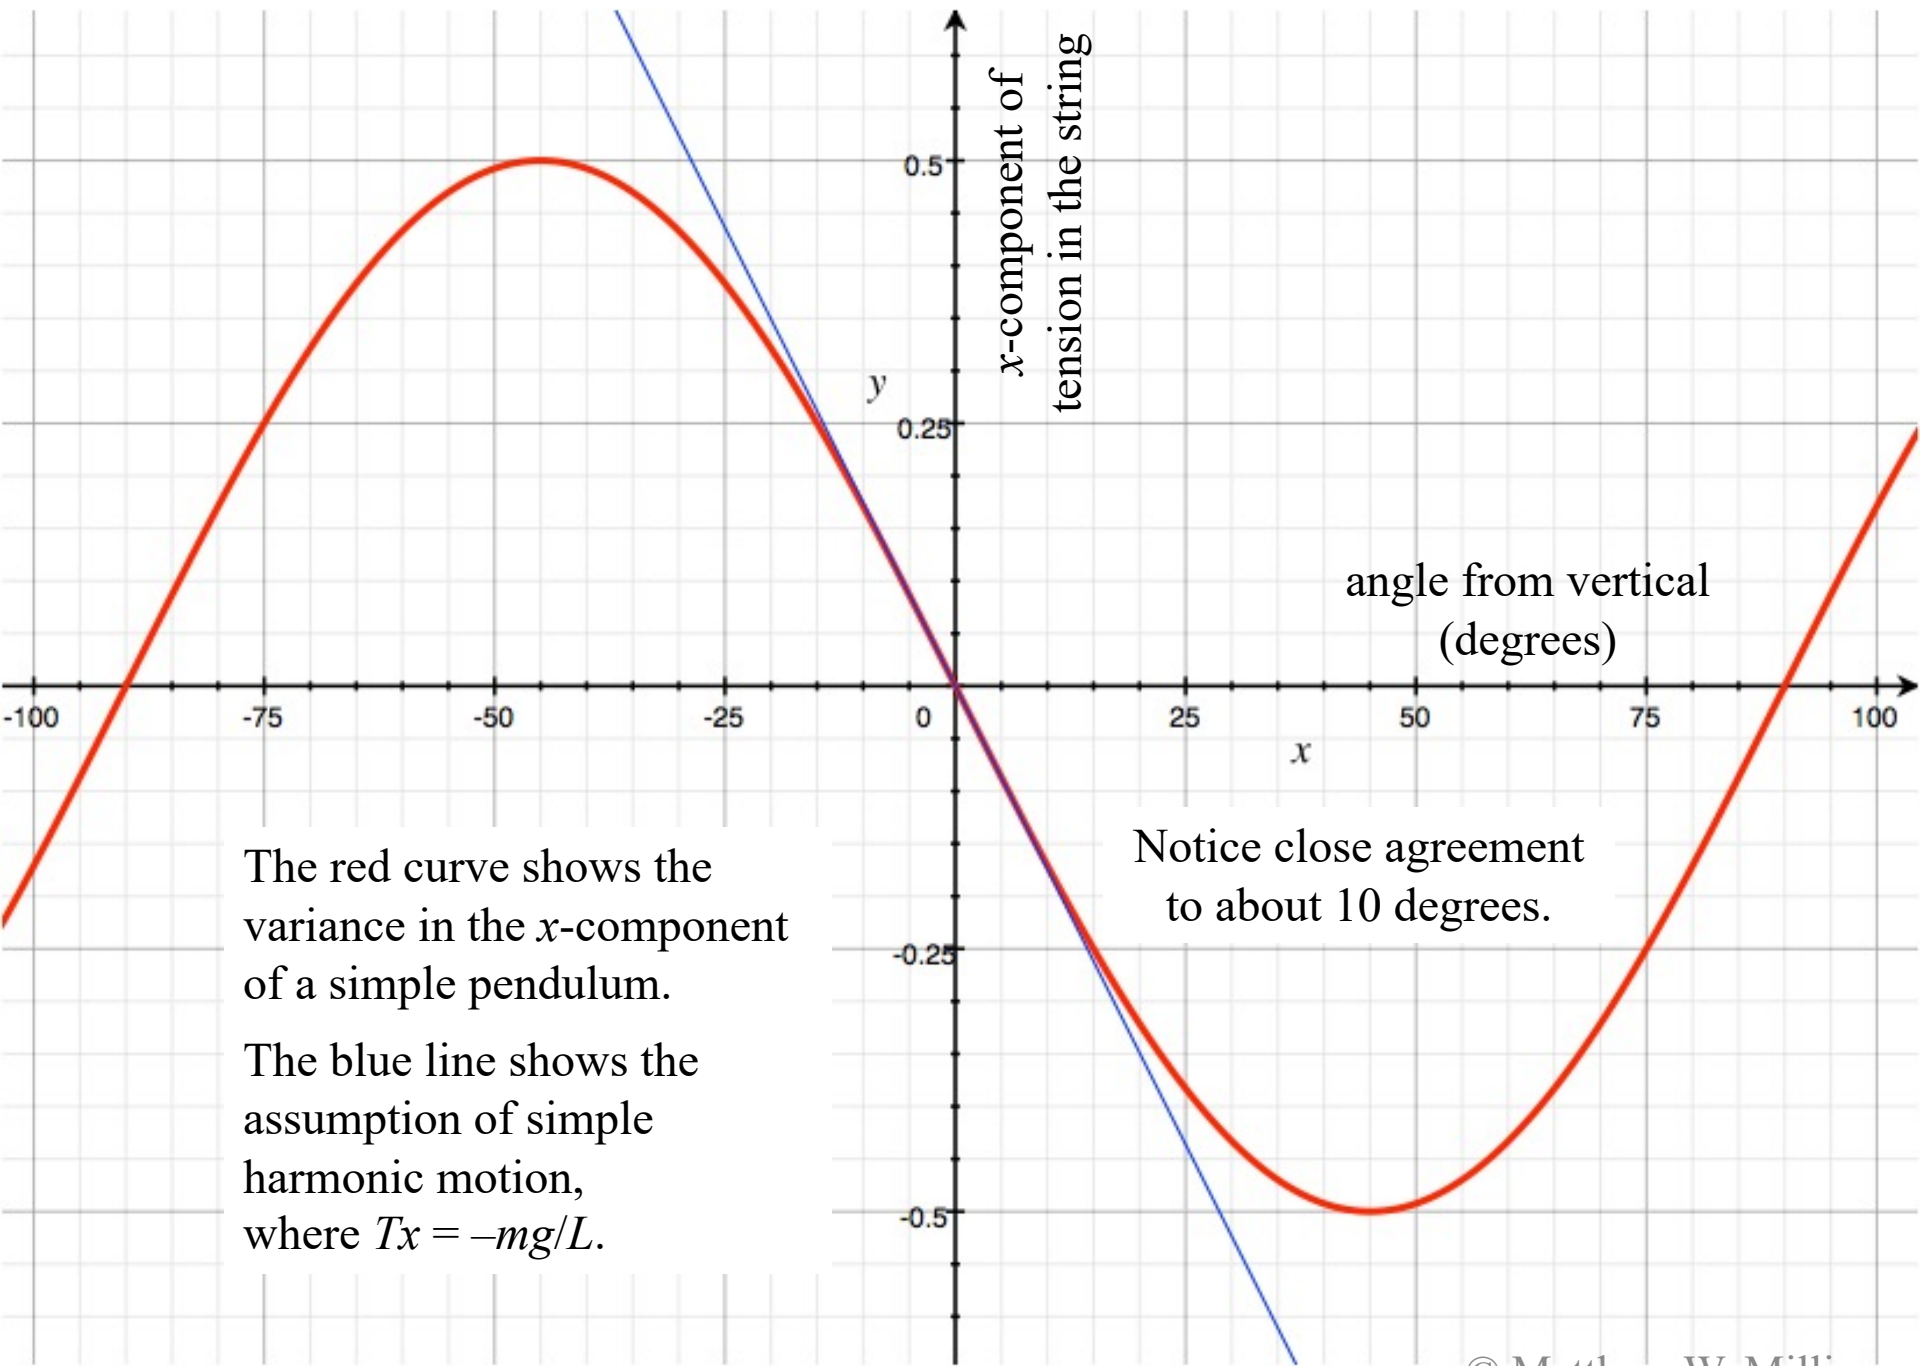 x-component of
tension in the string
0.5
y
0.25
angle from vertical
(degrees)
-100
-75
-50
-25
0
25
50
75
100
x
Notice close agreement
to about 10 degrees.
The red curve shows the
variance in the x-component
of a simple pendulum.
-0.25
The blue line shows the
assumption of simple
harmonic motion,
where Tx = –mg/L.
-0.5